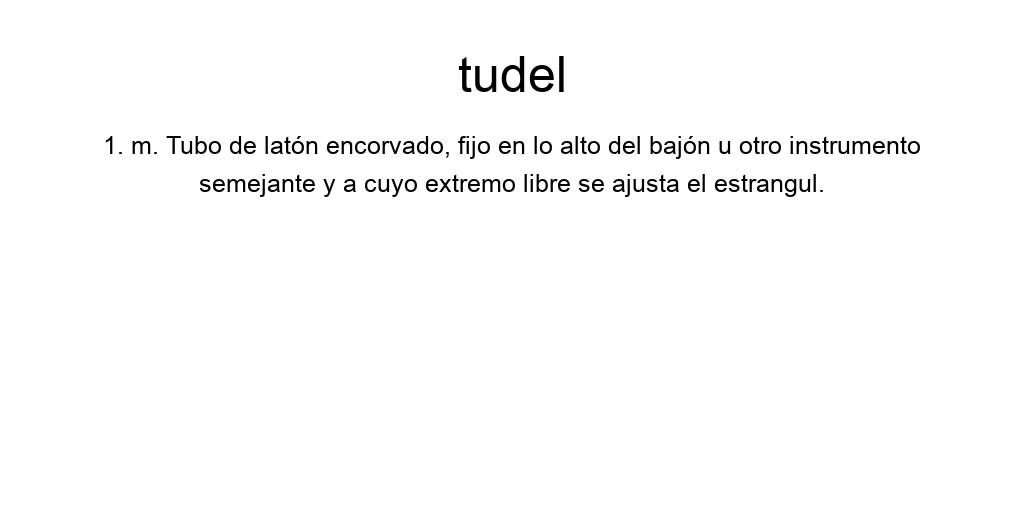 tudel
1. m. Tubo de latón encorvado, fijo en lo alto del bajón u otro instrumento
semejante y a cuyo extremo libre se ajusta el estrangul.